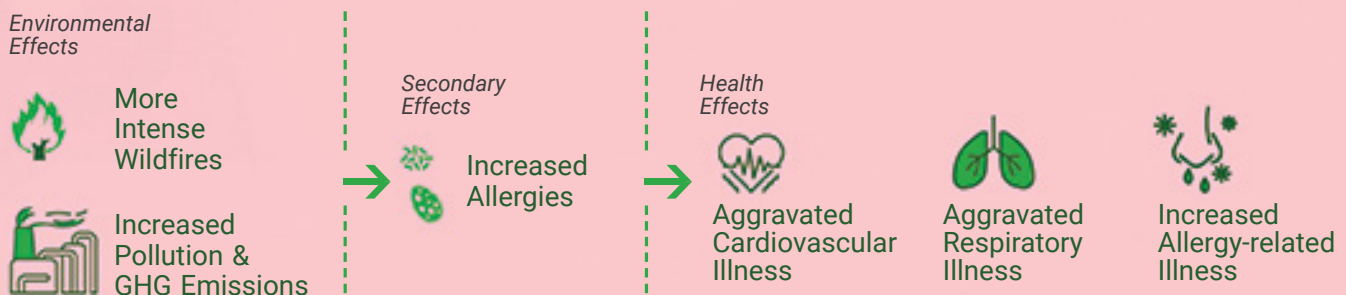 Environmental
Effects
More
Intense
Wildfires
Increased
Pollution &
GHG Emissions
Secondary
Effects
Increased
Allergies
Health
Effects
Aggravated
Cardiovascular
Illness
Aggravated
Respiratory
Illness
Increased
Allergy-related
Illness